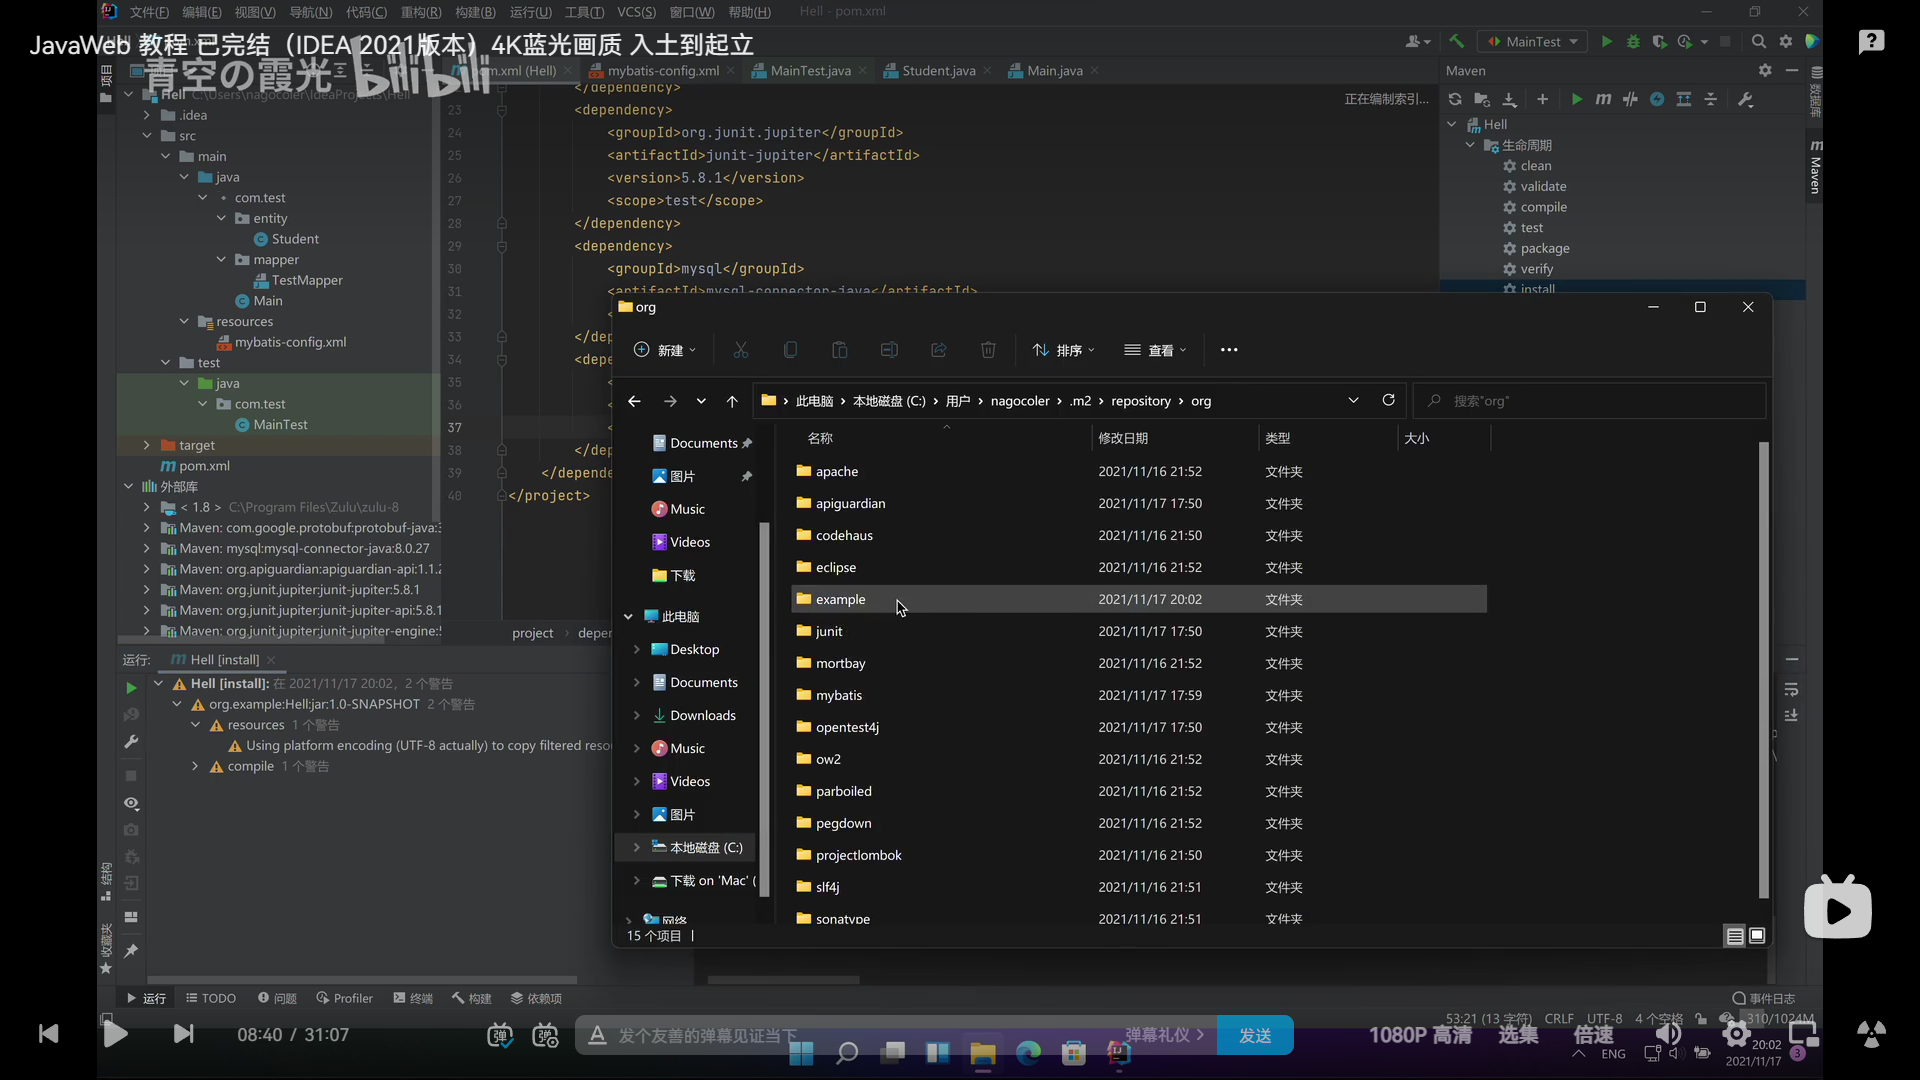 文件(F) 编辑(E) 视图(V) 导航(N) 代码(C) 重构(R) 构建(B) 运行(U) 工具(T) VCS(S) 窗口(W) 帮助(H) Hell - pom.xml
JavaWeb 教程 已完结（IDEA 2021版本）4K蓝光画质 入土到起立
MainTest
青空の霞光 bilibili
pom.xml (Hell) mybatis-config.xml MainTest.java Student.java Main.java
Maven
项目
Hell C:\Users\nagocoler\IdeaProjects\Hell
.idea
src
main
java
com.test
entity
Student
mapper
TestMapper
Main
resources
mybatis-config.xml
test
java
com.test
MainTest
target
pom.xml
外部库
< 1.8 > C:\Program Files\Zulu\zulu-8
Maven: com.google.protobuf:protobuf-java:3
Maven: mysql:mysql-connector-java:8.0.27
Maven: org.apiguardian:apiguardian-api:1.1.2
Maven: org.junit.jupiter:junit-jupiter:5.8.1
Maven: org.junit.jupiter:junit-jupiter-api:5.8.1
Maven: org.junit.jupiter:junit-jupiter-engine:5
</dependency>
23 <dependency>
24 <groupId>org.junit.jupiter</groupId>
25 <artifactId>junit-jupiter</artifactId>
26 <version>5.8.1</version>
27 <scope>test</scope>
28 </dependency>
29 <dependency>
30 <groupId>mysql</groupId>
31 <artifactId>mysql-connector-java</artifactId>
32 <
33 </dep
34 <depe
35 <
36 <
37 <
38 </dep
39 </depende
40 </project>
project › depen
正在编制索引...
Hell
生命周期
clean
validate
compile
test
package
verify
install
数据库
Maven
org
新建 排序 查看
此电脑 › 本地磁盘 (C:) › 用户 › nagocoler › .m2 › repository › org
搜索"org"
Documents
图片
Music
Videos
下载
此电脑
Desktop
Documents
Downloads
Music
Videos
图片
本地磁盘 (C:)
下载 on 'Mac' (
网络
名称 修改日期 类型 大小
apache 2021/11/16 21:52 文件夹
apiguardian 2021/11/17 17:50 文件夹
codehaus 2021/11/16 21:50 文件夹
eclipse 2021/11/16 21:52 文件夹
example 2021/11/17 20:02 文件夹
junit 2021/11/17 17:50 文件夹
mortbay 2021/11/16 21:52 文件夹
mybatis 2021/11/17 17:59 文件夹
opentest4j 2021/11/17 17:50 文件夹
ow2 2021/11/16 21:52 文件夹
parboiled 2021/11/16 21:52 文件夹
pegdown 2021/11/16 21:52 文件夹
projectlombok 2021/11/16 21:50 文件夹
slf4j 2021/11/16 21:51 文件夹
sonatype 2021/11/16 21:51 文件夹
15 个项目
运行: Hell [install]
Hell [install]: 在 2021/11/17 20:02，2 个警告
org.example:Hell:jar:1.0-SNAPSHOT 2 个警告
resources 1 个警告
Using platform encoding (UTF-8 actually) to copy filtered reso
compile 1 个警告
结构
收藏夹
运行 TODO 问题 Profiler 终端 构建 依赖项 事件日志
53:21 (13 字符) CRLF UTF-8 4 个空格 310/1024M
08:40 / 31:07
弹 弹
发个友善的弹幕见证当下 弹幕礼仪 › 发送
1080P 高清 选集 倍速
ENG 20:02
2021/11/17 3